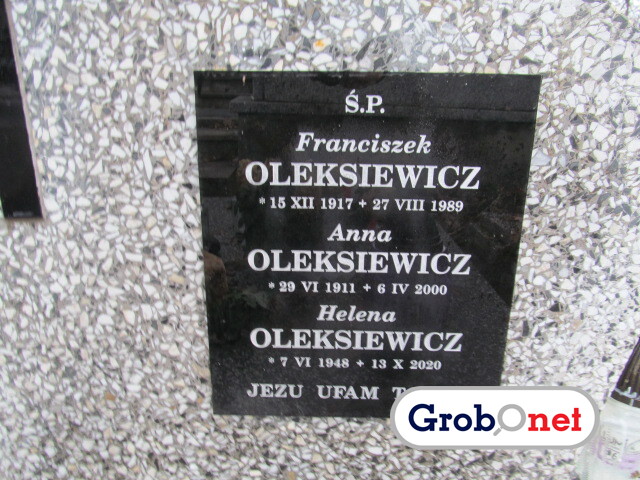 Ś.P.
Franciszek
OLEKSIEWICZ
* 15 XII 1917 + 27 VIII 1989
Anna
OLEKSIEWICZ
* 29 VI 1911 + 6 IV 2000
Helena
OLEKSIEWICZ
* 7 VI 1948 + 13 X 2020
JEZU UFAM
Grobonet